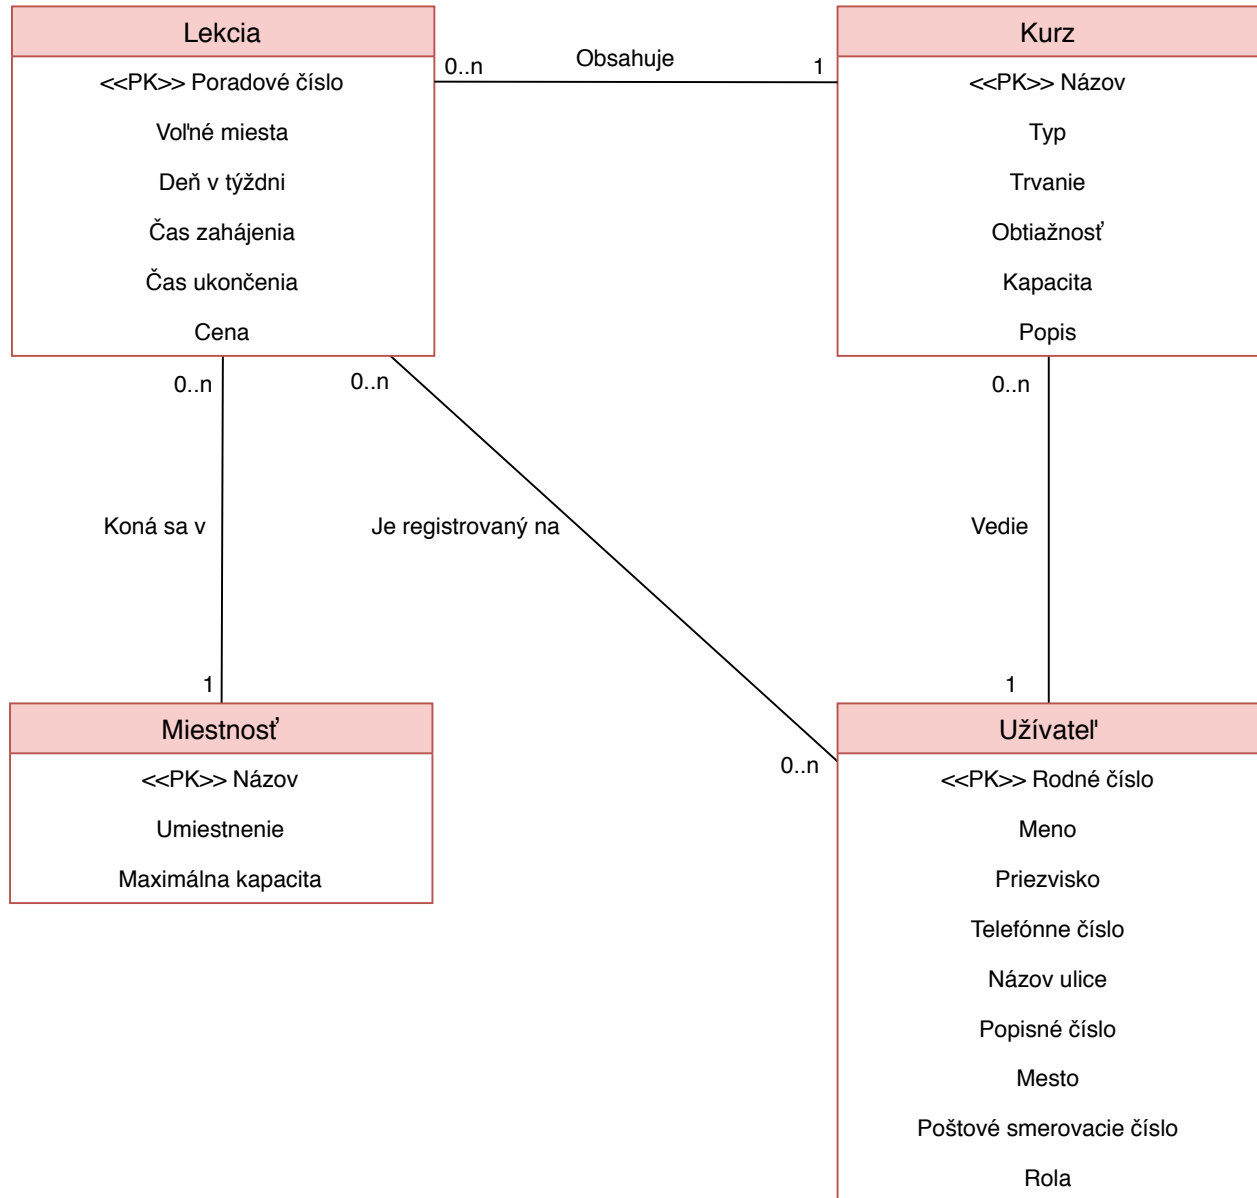 Lekcia
<<PK>> Poradové číslo
Voľné miesta
Deň v týždni
Čas zahájenia
Čas ukončenia
Cena
Obsahuje
0..n
1
Kurz
<<PK>> Názov
Typ
Trvanie
Obtiažnosť
Kapacita
Popis
0..n
0..n
0..n
Koná sa v
Je registrovaný na
Vedie
1
1
0..n
Miestnosť
<<PK>> Názov
Umiestnenie
Maximálna kapacita
Užívateľ
<<PK>> Rodné číslo
Meno
Priezvisko
Telefónne číslo
Názov ulice
Popisné číslo
Mesto
Poštové smerovacie číslo
Rola